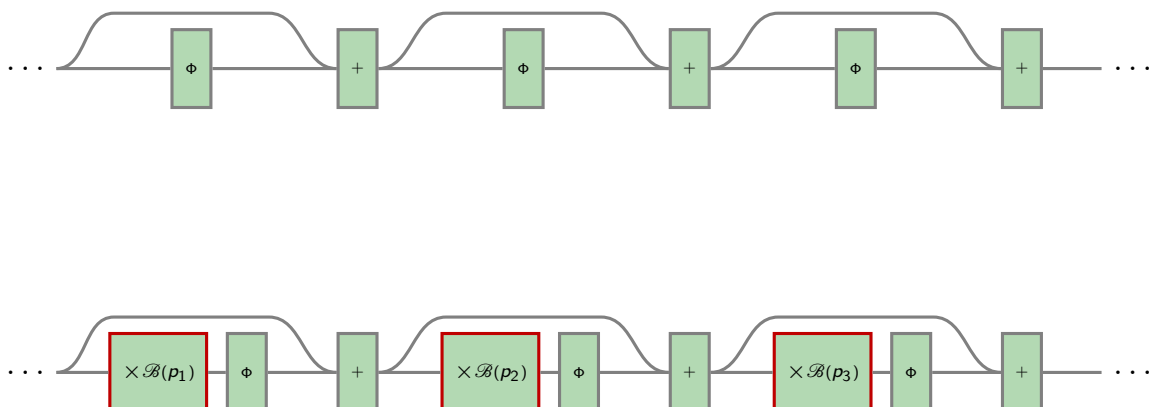 · · · Φ + Φ + Φ + · · ·
· · · ×ℬ(p₁) Φ + ×ℬ(p₂) Φ + ×ℬ(p₃) Φ + · · ·